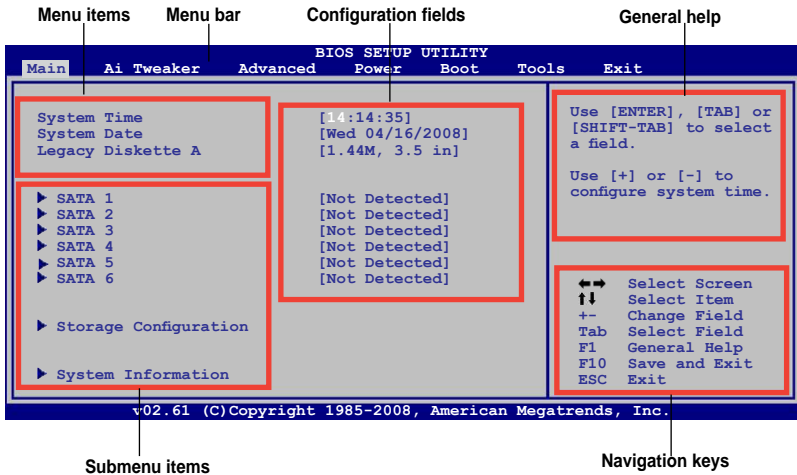 Menu items Menu bar Configuration fields General help
BIOS SETUP UTILITY
Main Ai Tweaker Advanced Power Boot Tools Exit
System Time [14:14:35]
System Date [Wed 04/16/2008]
Legacy Diskette A [1.44M, 3.5 in]
SATA 1 [Not Detected]
SATA 2 [Not Detected]
SATA 3 [Not Detected]
SATA 4 [Not Detected]
SATA 5 [Not Detected]
SATA 6 [Not Detected]
Storage Configuration
System Information
Use [ENTER], [TAB] or
[SHIFT-TAB] to select
a field.
Use [+] or [-] to
configure system time.
←→ Select Screen
↑↓ Select Item
+- Change Field
Tab Select Field
F1 General Help
F10 Save and Exit
ESC Exit
v02.61 (C)Copyright 1985-2008, American Megatrends, Inc.
Submenu items Navigation keys